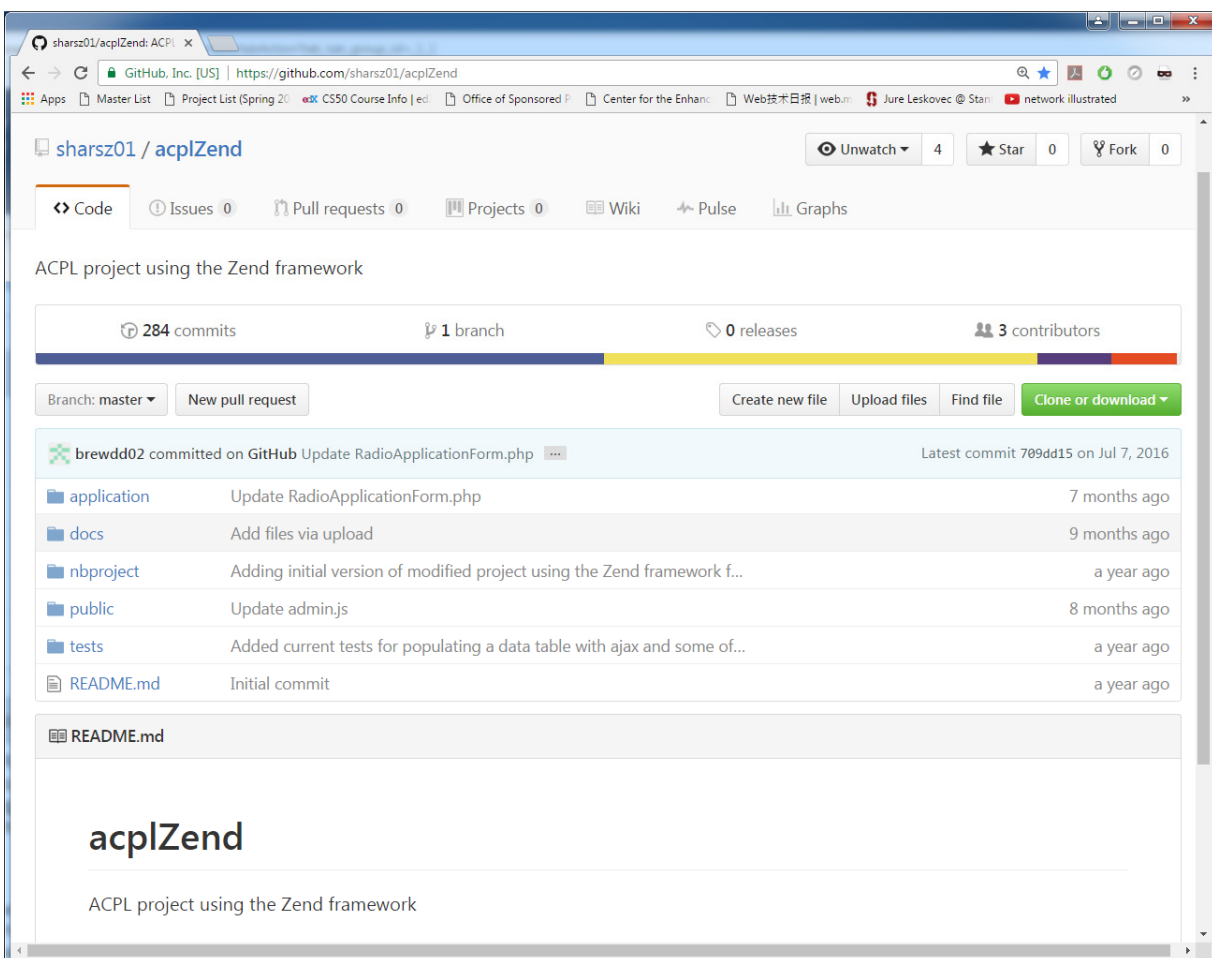 sharsz01/acplZend: ACPL
GitHub, Inc. [US] | https://github.com/sharsz01/acplZend
Apps Master List Project List (Spring 20 edX CS50 Course Info | ed Office of Sponsored P Center for the Enhanc Web技术日报 | web.m Jure Leskovec @ Stan network illustrated »
sharsz01 / acplZend Unwatch 4 Star 0 Fork 0
Code Issues 0 Pull requests 0 Projects 0 Wiki Pulse Graphs
ACPL project using the Zend framework
284 commits 1 branch 0 releases 3 contributors
Branch: master New pull request Create new file Upload files Find file Clone or download
brewdd02 committed on GitHub Update RadioApplicationForm.php ... Latest commit 709dd15 on Jul 7, 2016
application Update RadioApplicationForm.php 7 months ago
docs Add files via upload 9 months ago
nbproject Adding initial version of modified project using the Zend framework f... a year ago
public Update admin.js 8 months ago
tests Added current tests for populating a data table with ajax and some of... a year ago
README.md Initial commit a year ago
README.md
acplZend
ACPL project using the Zend framework